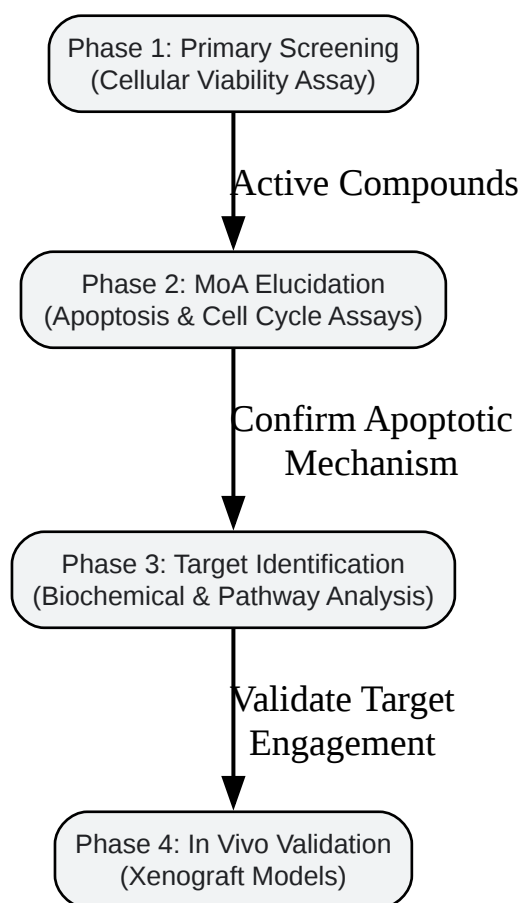 Phase 1: Primary Screening
(Cellular Viability Assay)
Active Compounds
Phase 2: MoA Elucidation
(Apoptosis & Cell Cycle Assays)
Confirm Apoptotic
Mechanism
Phase 3: Target Identification
(Biochemical & Pathway Analysis)
Validate Target
Engagement
Phase 4: In Vivo Validation
(Xenograft Models)